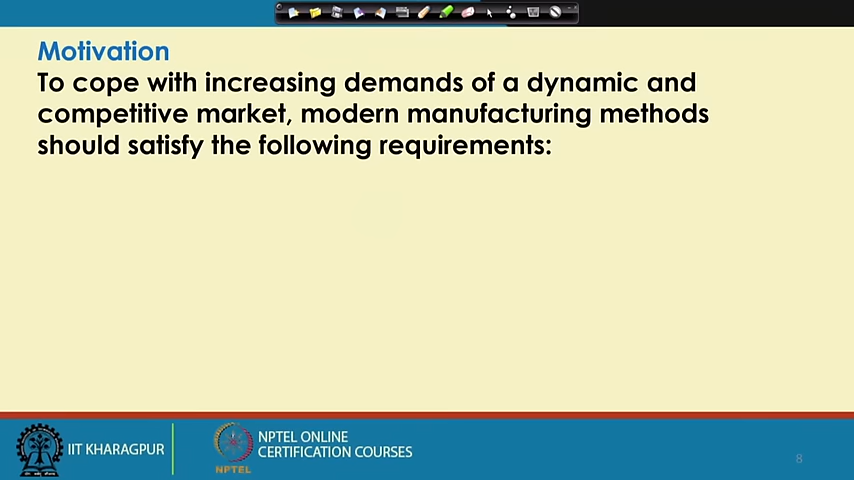 Motivation
To cope with increasing demands of a dynamic and
competitive market, modern manufacturing methods
should satisfy the following requirements:
IIT KHARAGPUR
NPTEL
NPTEL ONLINE
CERTIFICATION COURSES
8